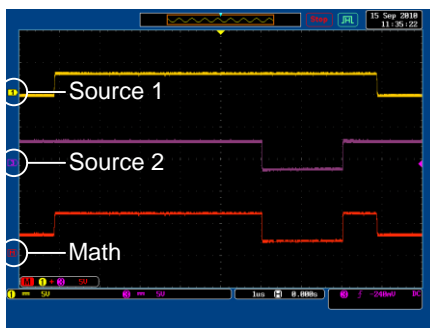 Stop 15 Sep 2010
11:35:22
1 Source 1
Source 2
Math
M 1 + 3 5V
1 5V 3 5V 1us H 0.000s 3 -240mV DC